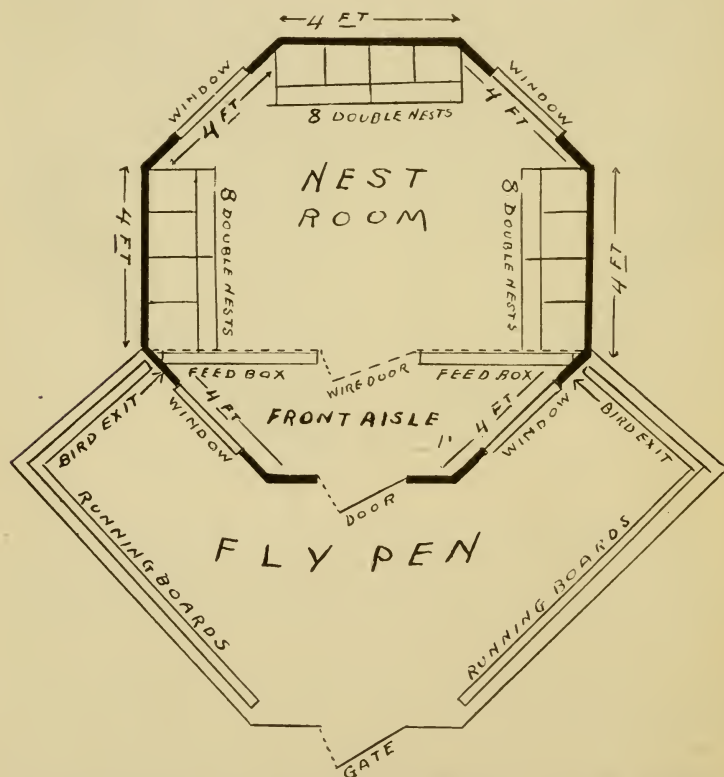 4 FT
WINDOW
4 FT
WINDOW
4 FT
8 DOUBLE NESTS
NEST
ROOM
4 FT
8 DOUBLE NESTS
8 DOUBLE NESTS
4 FT
FEED BOX
WIRE DOOR
FEED BOX
BIRD EXIT
WINDOW
4 FT
FRONT AISLE
4 FT
WINDOW
BIRD EXIT
DOOR
RUNNING BOARDS
FLY PEN
RUNNING BOARDS
GATE